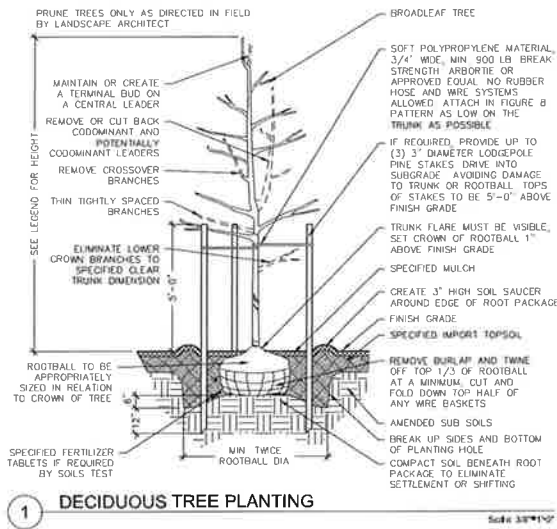 PRUNE TREES ONLY AS DIRECTED IN FIELD
BY LANDSCAPE ARCHITECT
SEE LEGEND FOR HEIGHT
MAINTAIN OR CREATE
A TERMINAL BUD ON
A CENTRAL LEADER
REMOVE OR CUT BACK
CODOMINANT AND
POTENTIALLY
CODOMINANT LEADERS
REMOVE CROSSOVER
BRANCHES
THIN TIGHTLY SPACED
BRANCHES
ELIMINATE LOWER
CROWN BRANCHES TO
SPECIFIED CLEAR
TRUNK DIMENSION
5'-0"
ROOTBALL TO BE
APPROPRIATELY
SIZED IN RELATION
TO CROWN OF TREE
6"
12"
SPECIFIED FERTILIZER
TABLETS IF REQUIRED
BY SOILS TEST
MIN TWICE
ROOTBALL DIA
BROADLEAF TREE
SOFT POLYPROPYLENE MATERIAL,
3/4" WIDE, MIN 900 LB BREAK
STRENGTH ARBORTIE OR
APPROVED EQUAL NO RUBBER
HOSE AND WIRE SYSTEMS
ALLOWED ATTACH IN FIGURE 8
PATTERN AS LOW ON THE
TRUNK AS POSSIBLE
IF REQUIRED, PROVIDE UP TO
(3) 3" DIAMETER LODGEPOLE
PINE STAKES DRIVE INTO
SUBGRADE AVOIDING DAMAGE
TO TRUNK OR ROOTBALL TOPS
OF STAKES TO BE 5'-0" ABOVE
FINISH GRADE
TRUNK FLARE MUST BE VISIBLE,
SET CROWN OF ROOTBALL 1"
ABOVE FINISH GRADE
SPECIFIED MULCH
CREATE 3" HIGH SOIL SAUCER
AROUND EDGE OF ROOT PACKAGE
FINISH GRADE
SPECIFIED IMPORT TOPSOIL
REMOVE BURLAP AND TWINE
OFF TOP 1/3 OF ROOTBALL
AT A MINIMUM, CUT AND
FOLD DOWN TOP HALF OF
ANY WIRE BASKETS
AMENDED SUB SOILS
BREAK UP SIDES AND BOTTOM
OF PLANTING HOLE
COMPACT SOIL BENEATH ROOT
PACKAGE TO ELIMINATE
SETTLEMENT OR SHIFTING
1 DECIDUOUS TREE PLANTING
Scale